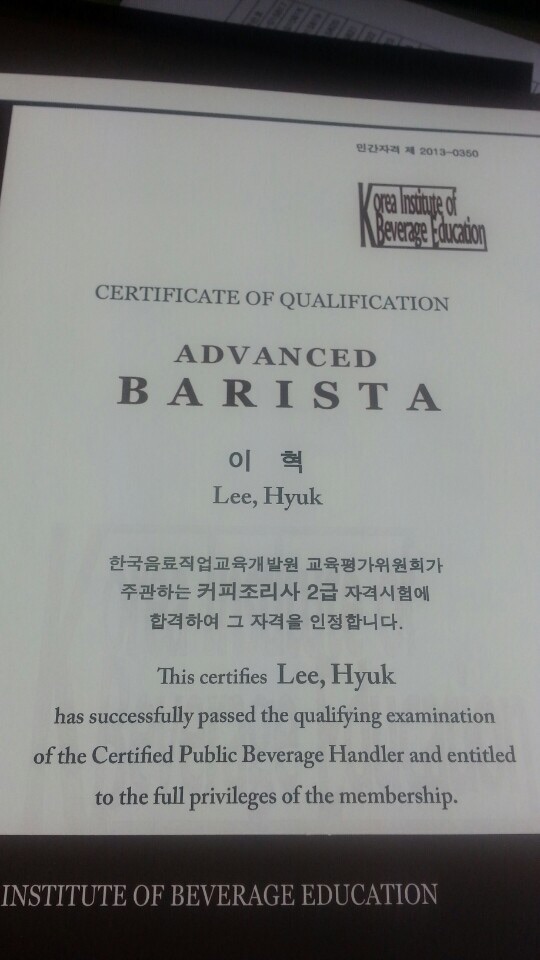 민간자격 제 2013-0350
Korea Institute of
Beverage Education
CERTIFICATE OF QUALIFICATION
ADVANCED
BARISTA
이 혁
Lee, Hyuk
한국음료직업교육개발원 교육평가위원회가
주관하는 커피조리사 2급 자격시험에
합격하여 그 자격을 인정합니다.
This certifies Lee, Hyuk
has successfully passed the qualifying examination
of the Certified Public Beverage Handler and entitled
to the full privileges of the membership.
INSTITUTE OF BEVERAGE EDUCATION